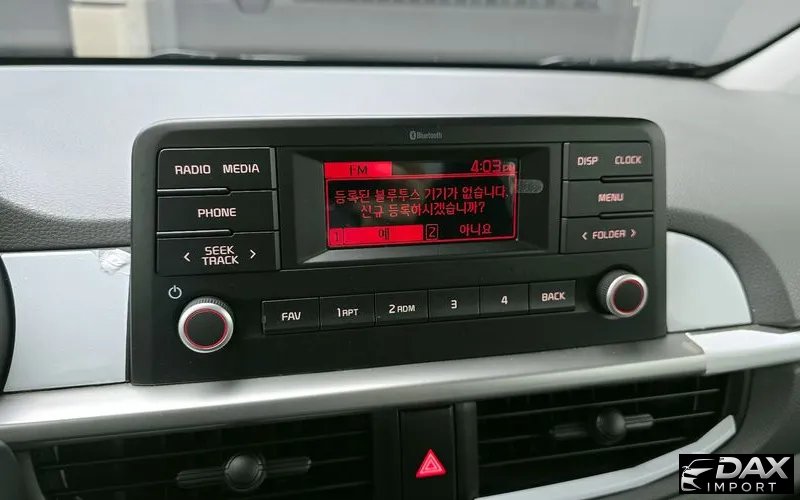 Bluetooth
RADIO MEDIA
PHONE
< SEEK TRACK >
FM 4:03
등록된 블루투스 기기가 없습니다.
신규 등록하시겠습니까?
1 예 2 아니요
DISP CLOCK
MENU
< FOLDER >
FAV 1 RPT 2 RDM 3 4 BACK
DAX
IMPORT